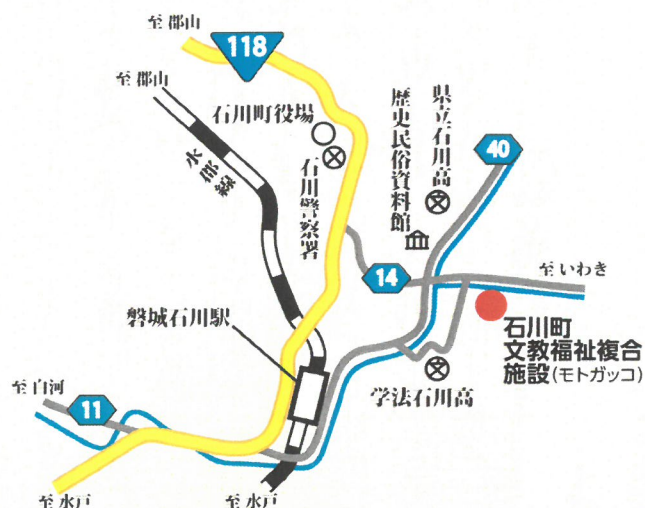 至 郡山
118
至 郡山
石川町役場
水郡線
石川警察署
歴史民俗資料館
県立石川高
40
14
至 いわき
磐城石川駅
石川町
文教福祉複合
施設(モトガッコ)
学法石川高
至 白河
11
至 水戸
至 水戸